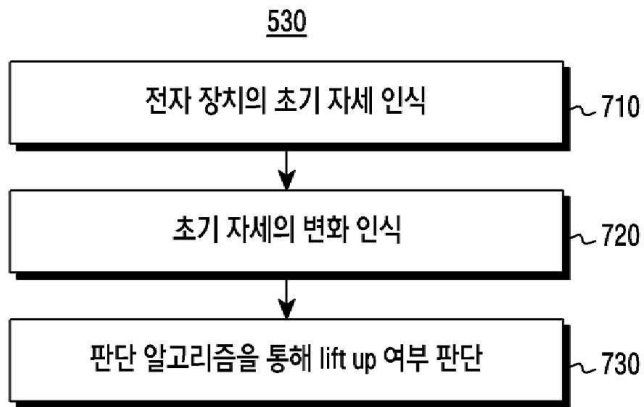 530
전자 장치의 초기 자세 인식
710
초기 자세의 변화 인식
720
판단 알고리즘을 통해 lift up 여부 판단
730